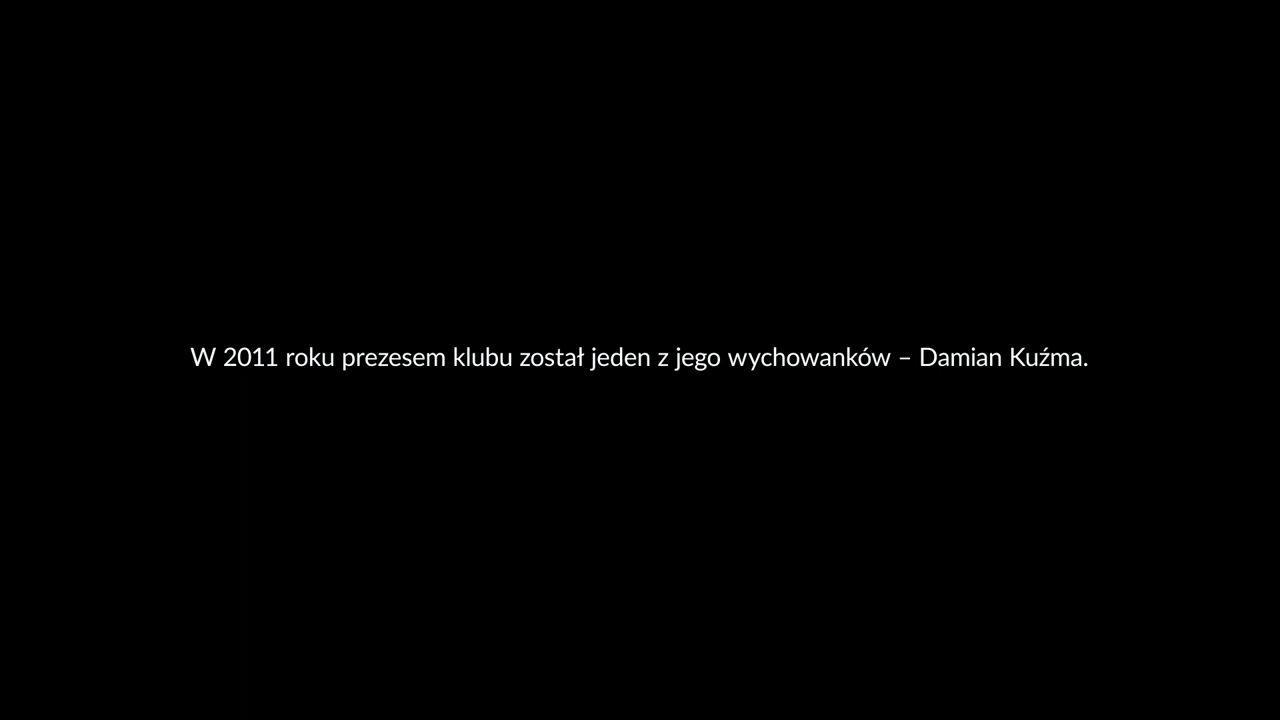 W 2011 roku prezesem klubu został jeden z jego wychowanków – Damian Kuźma.